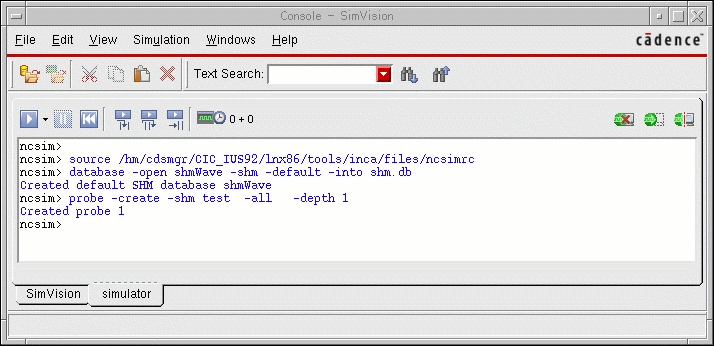 Console - SimVision
File Edit View Simulation Windows Help
cādence™
Text Search:
0 + 0
ncsim>
ncsim> source /hm/cdsmgr/CIC_IUS92/lnx86/tools/inca/files/ncsimrc
ncsim> database -open shmWave -shm -default -into shm.db
Created default SHM database shmWave
ncsim> probe -create -shm test  -all   -depth 1
Created probe 1
ncsim>
SimVision simulator